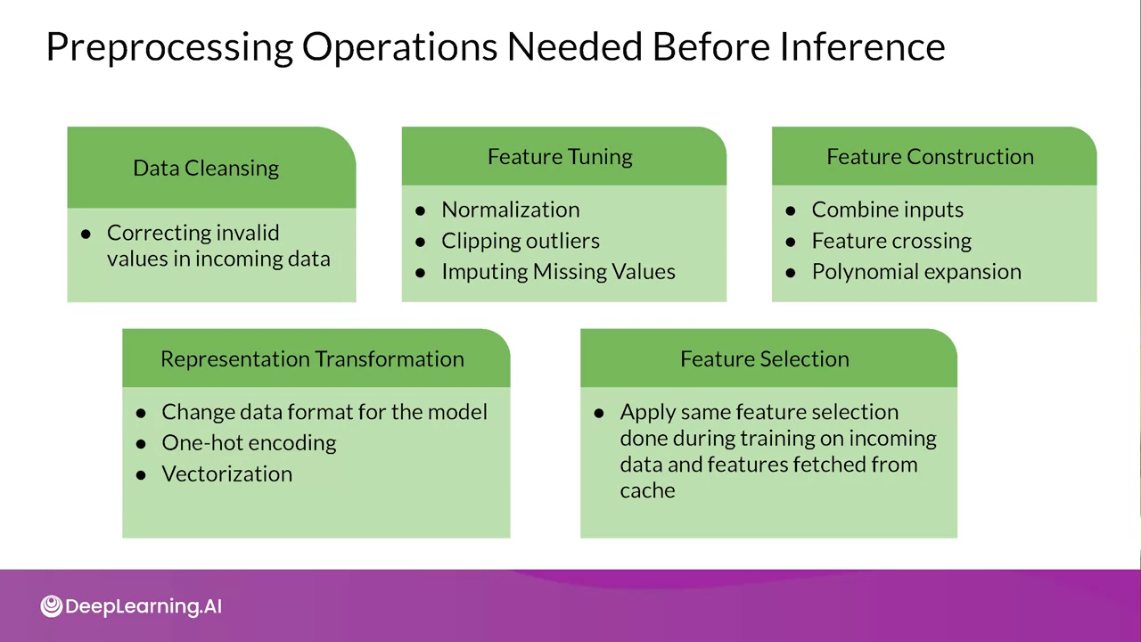 Preprocessing Operations Needed Before Inference
Data Cleansing
● Correcting invalid
values in incoming data
Feature Tuning
● Normalization
● Clipping outliers
● Imputing Missing Values
Feature Construction
● Combine inputs
● Feature crossing
● Polynomial expansion
Representation Transformation
● Change data format for the model
● One-hot encoding
● Vectorization
Feature Selection
● Apply same feature selection
done during training on incoming
data and features fetched from
cache
DeepLearning.AI